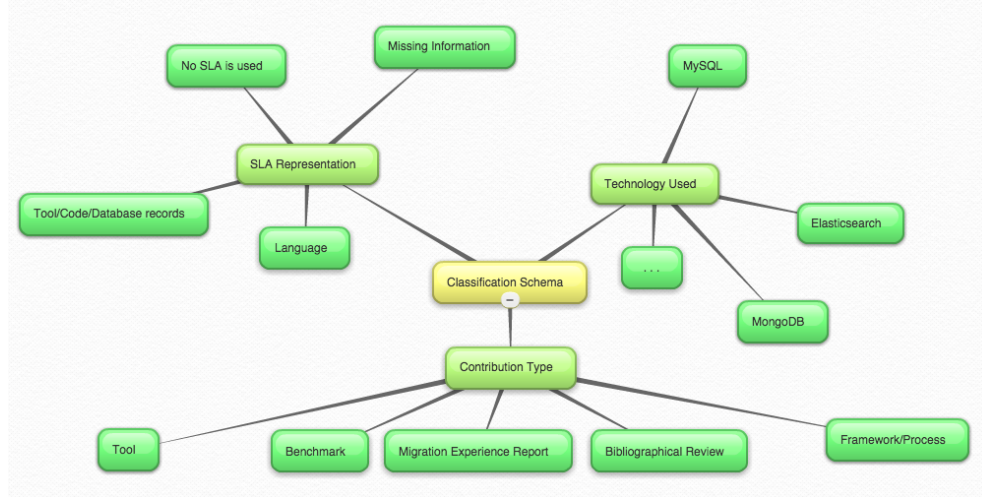 Missing Information
No SLA is used
MySQL
SLA Representation
Technology Used
Tool/Code/Database records
Elasticsearch
Language
. . .
Classification Schema
MongoDB
Contribution Type
Tool
Benchmark
Migration Experience Report
Bibliographical Review
Framework/Process